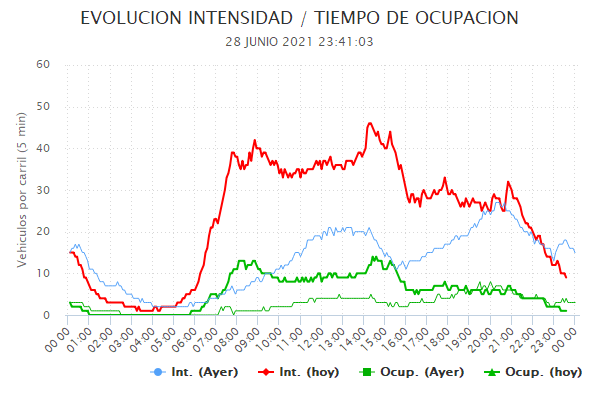 EVOLUCION INTENSIDAD / TIEMPO DE OCUPACION
28 JUNIO 2021 23:41:03
Vehiculos por carril (5 min)
60
50
40
30
20
10
0
00:00 01:00 02:00 03:00 04:00 05:00 06:00 07:00 08:00 09:00 10:00 11:00 12:00 13:00 14:00 15:00 16:00 17:00 18:00 19:00 20:00 21:00 22:00 23:00 00:00
Int. (Ayer) Int. (hoy) Ocup. (Ayer) Ocup. (hoy)